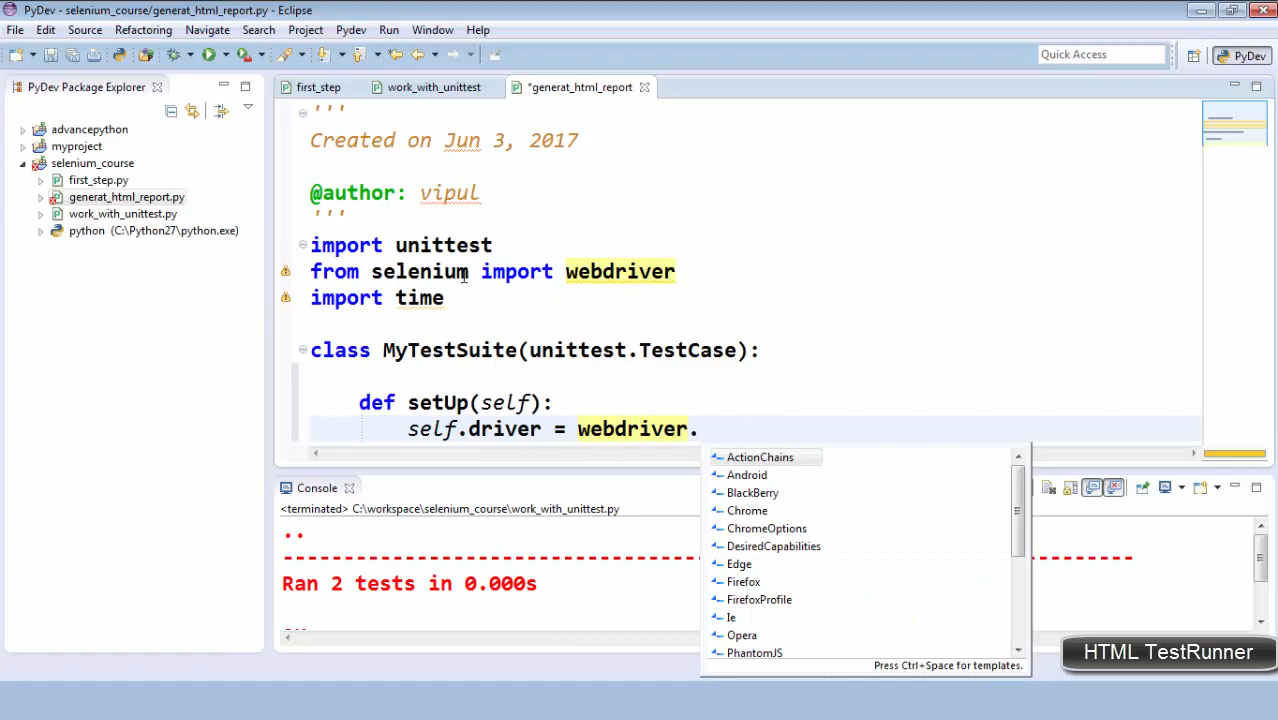 PyDev - selenium_course/generat_html_report.py - Eclipse
File Edit Source Refactoring Navigate Search Project Pydev Run Window Help
Quick Access
PyDev
PyDev Package Explorer
advancepython
myproject
selenium_course
first_step.py
generat_html_report.py
work_with_unittest.py
python (C:\Python27\python.exe)
first_step work_with_unittest *generat_html_report
'''
Created on Jun 3, 2017
@author: vipul
'''
import unittest
from selenium import webdriver
import time
class MyTestSuite(unittest.TestCase):
def setUp(self):
self.driver = webdriver.
ActionChains
Android
BlackBerry
Chrome
ChromeOptions
DesiredCapabilities
Edge
Firefox
FirefoxProfile
Ie
Opera
PhantomJS
Press Ctrl+Space for templates.
Console
<terminated> C:\workspace\selenium_course\work_with_unittest.py
..
----------------------------------------------------------------------
Ran 2 tests in 0.000s
HTML TestRunner